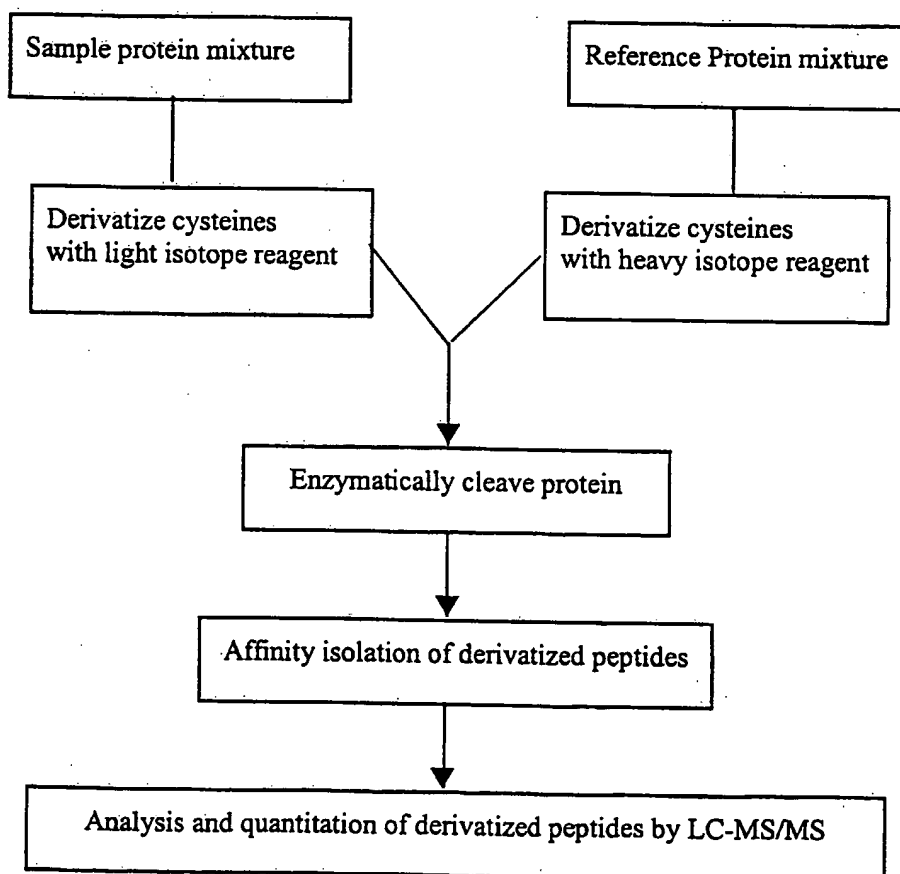 Sample protein mixture
Reference Protein mixture
Derivatize cysteines
with light isotope reagent
Derivatize cysteines
with heavy isotope reagent
Enzymatically cleave protein
Affinity isolation of derivatized peptides
Analysis and quantitation of derivatized peptides by LC-MS/MS